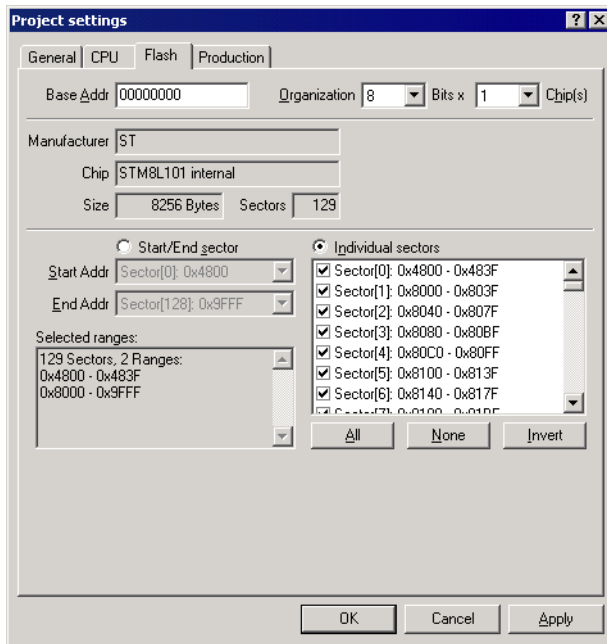 Project settings
General CPU Flash Production
Base Addr 00000000 Organization 8 Bits x 1 Chip(s)
Manufacturer ST
Chip STM8L101 internal
Size 8256 Bytes Sectors 129
Start/End sector
Start Addr Sector[0]: 0x4800
End Addr Sector[128]: 0x9FFF
Selected ranges:
129 Sectors, 2 Ranges:
0x4800 - 0x483F
0x8000 - 0x9FFF
Individual sectors
Sector[0]: 0x4800 - 0x483F
Sector[1]: 0x8000 - 0x803F
Sector[2]: 0x8040 - 0x807F
Sector[3]: 0x8080 - 0x80BF
Sector[4]: 0x80C0 - 0x80FF
Sector[5]: 0x8100 - 0x813F
Sector[6]: 0x8140 - 0x817F
All None Invert
OK Cancel Apply